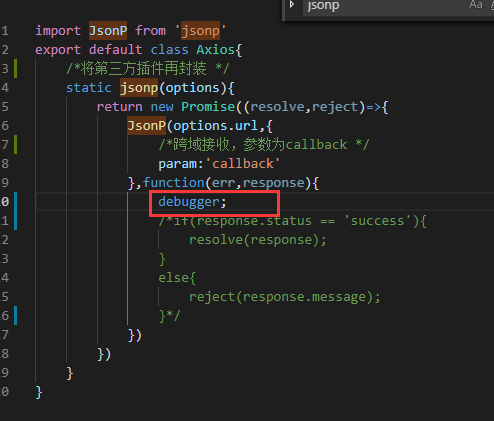 jsonp
Aa
1 import JsonP from 'jsonp'
2 export default class Axios{
3 /*将第三方插件再封装 */
4 static jsonp(options){
5 return new Promise((resolve,reject)=>{
6 JsonP(options.url,{
7 /*跨域接收，参数为callback */
8 param:'callback'
9 },function(err,response){
0 debugger;
1 /*if(response.status == 'success'){
2 resolve(response);
3 }
4 else{
5 reject(response.message);
6 }*/
7 })
8 })
9 }
0 }